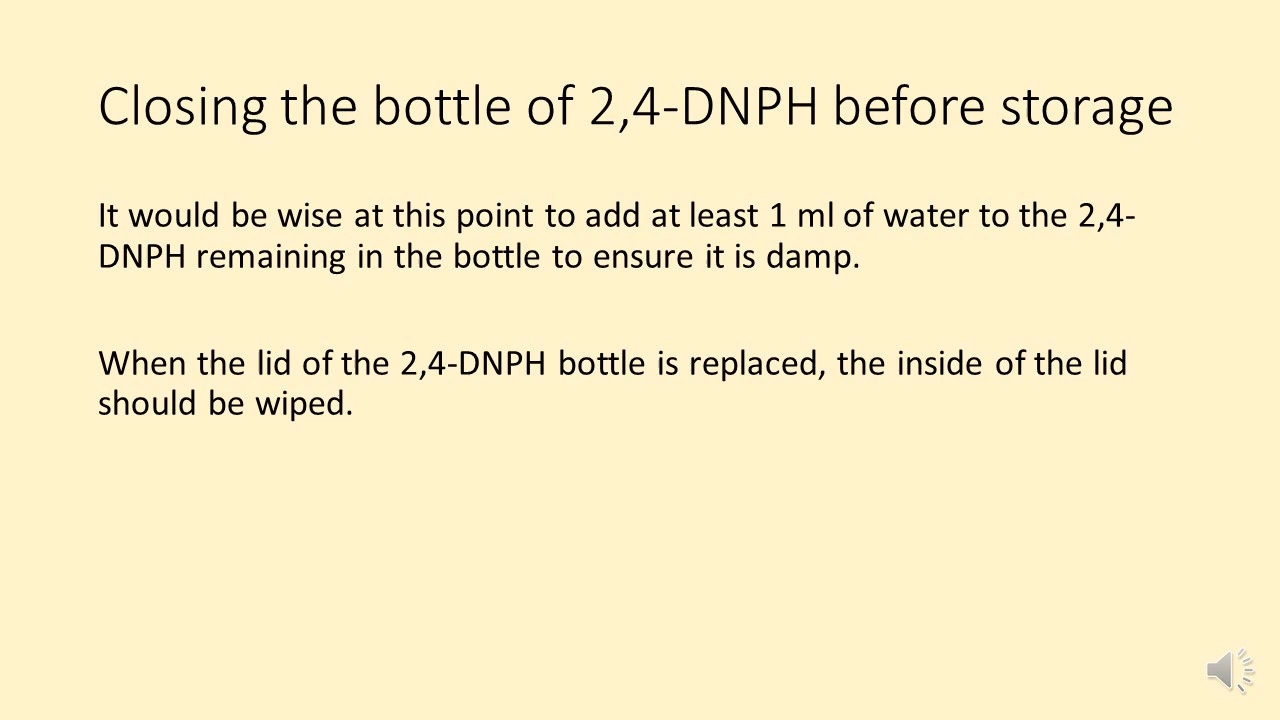 Closing the bottle of 2,4-DNPH before storage
It would be wise at this point to add at least 1 ml of water to the 2,4-
DNPH remaining in the bottle to ensure it is damp.
When the lid of the 2,4-DNPH bottle is replaced, the inside of the lid
should be wiped.